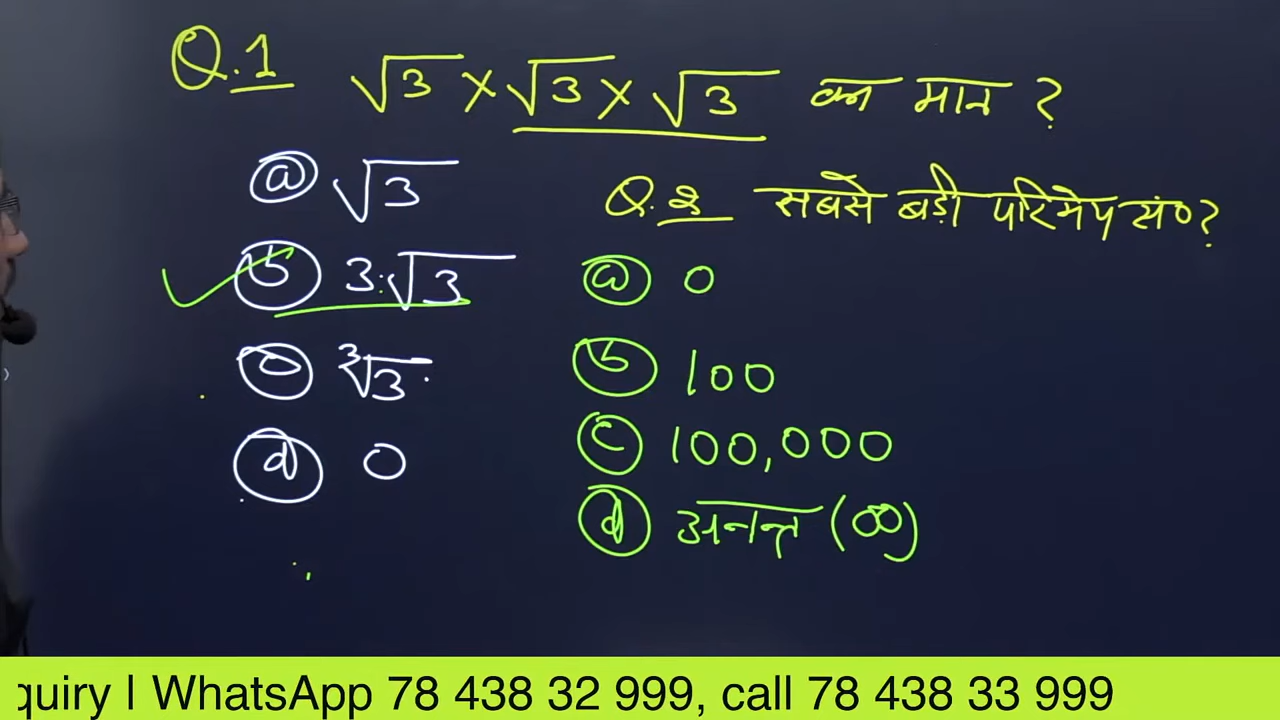 Q.1 √3 × √3 × √3 का मान ?
ⓐ √3
ⓑ 3·√3
ⓒ ³√3
ⓓ 0
Q.2 सबसे बड़ी परिमेय सं० ?
ⓐ 0
ⓑ 100
ⓒ 100,000
ⓓ अनन्त (∞)
quiry | WhatsApp 78 438 32 999, call 78 438 33 999